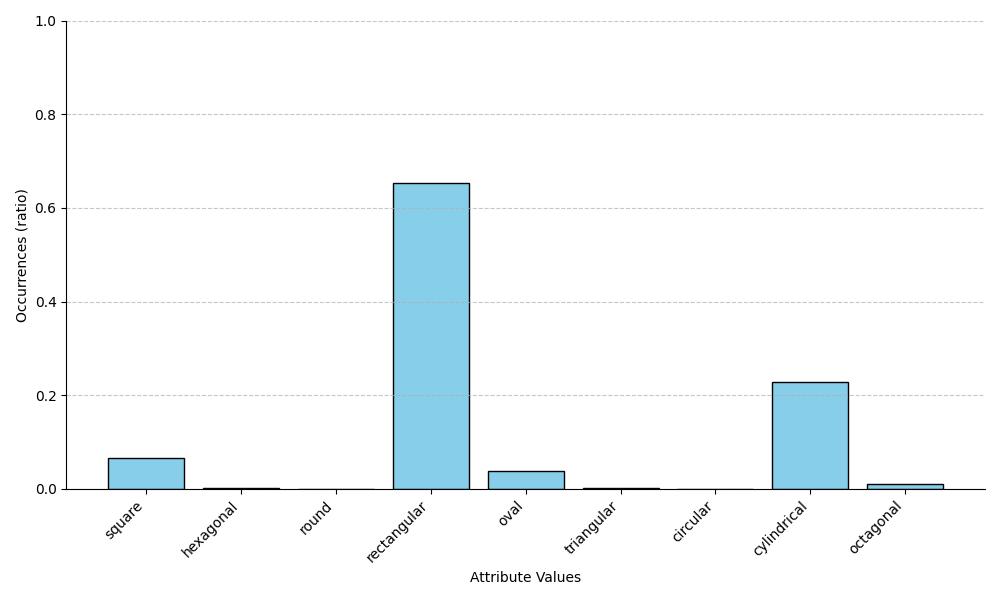 1.0
0.8
0.6
0.4
0.2
0.0
Occurrences (ratio)
square
hexagonal
round
rectangular
oval
triangular
circular
cylindrical
octagonal
Attribute Values